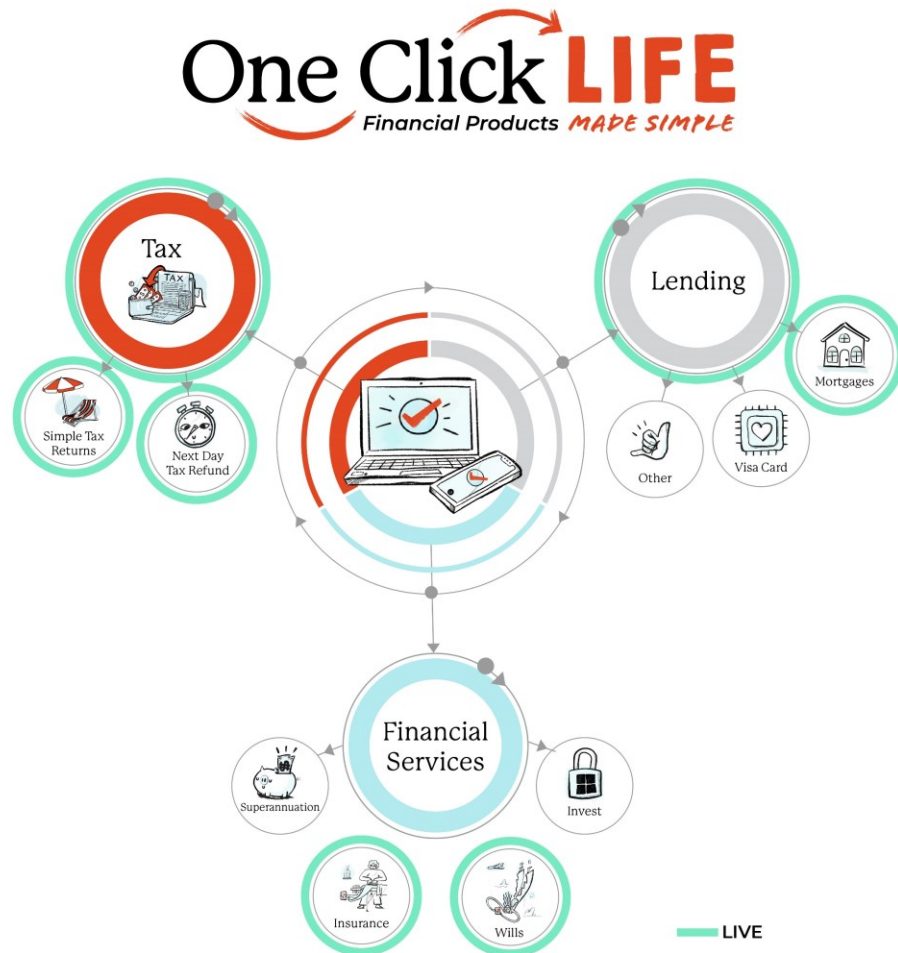 One Click LIFE
Financial Products MADE SIMPLE
Tax
TAX
Simple Tax
Returns
Next Day
Tax Refund
Lending
Mortgages
Other
Visa Card
Financial
Services
Superannuation
Invest
Insurance
Wills
LIVE